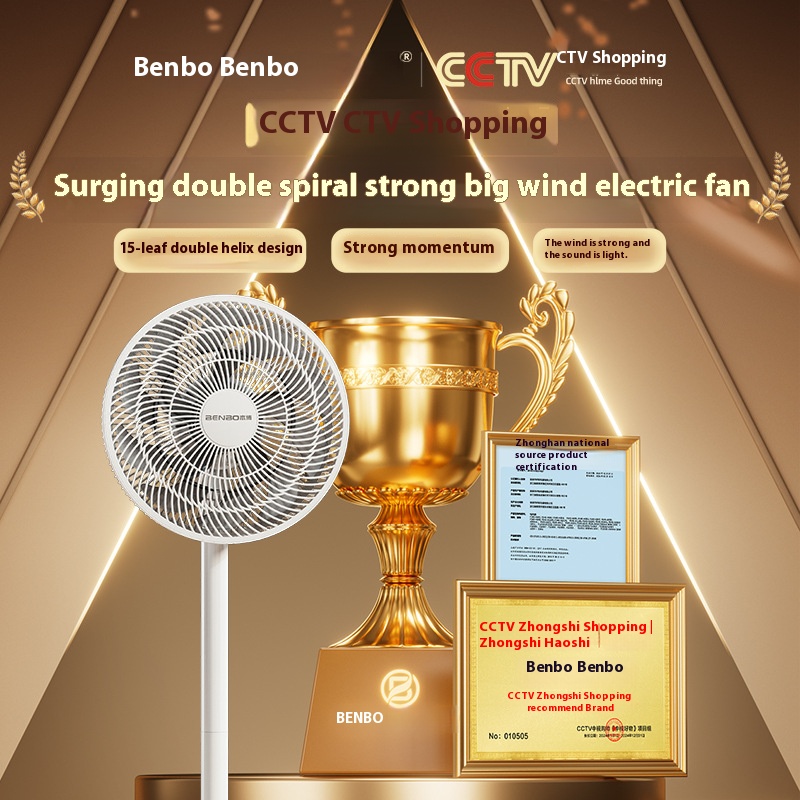 Benbo Benbo
®
CCTV
CTV Shopping
CCTV hlme Good thing
CCTV CTV Shopping
Surging double spiral strong big wind electric fan
15-leaf double helix design
Strong momentum
The wind is strong and
the sound is light.
BENBO
Zhonghan national
source product
certification
CCTV Zhongshi Shopping |
Zhongshi Haoshi
Benbo Benbo
CCTV Zhongshi Shopping
recommend Brand
BENBO
No: 010505